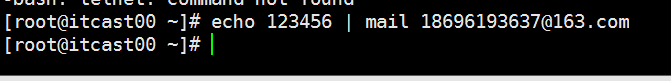 -bash: telnet: command not found
[root@itcast00 ~]# echo 123456 | mail 18696193637@163.com
[root@itcast00 ~]#